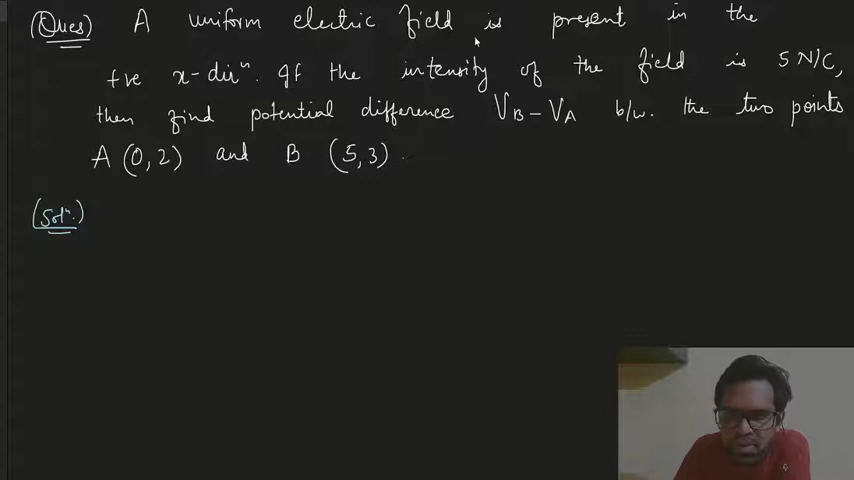 (Ques) A uniform electric field is present in the
+ve x-dirⁿ. If the intensity of the field is 5 N/C,
then find potential difference V_B - V_A b/w. the two points
A (0, 2) and B (5, 3).
(Solⁿ.)